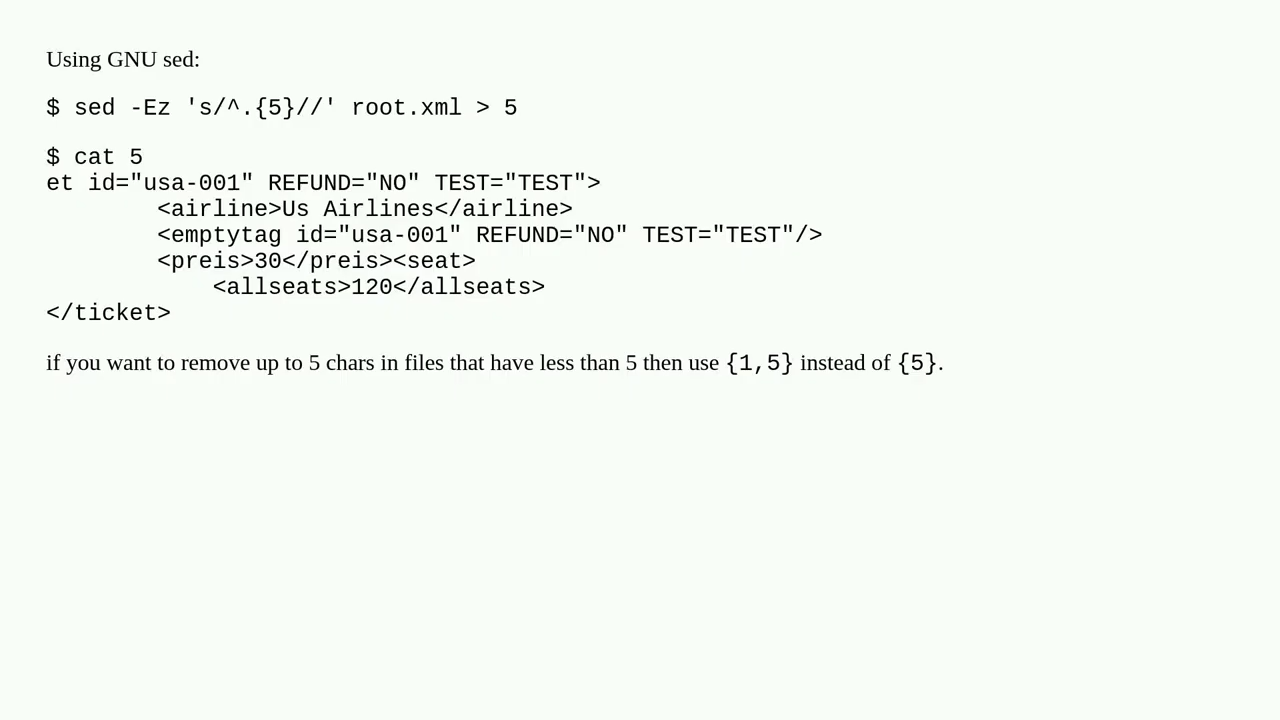 Using GNU sed:
$ sed -Ez 's/^.{5}//' root.xml > 5
$ cat 5
et id="usa-001" REFUND="NO" TEST="TEST">
        <airline>Us Airlines</airline>
        <emptytag id="usa-001" REFUND="NO" TEST="TEST"/>
        <preis>30</preis><seat>
            <allseats>120</allseats>
</ticket>
if you want to remove up to 5 chars in files that have less than 5 then use {1,5} instead of {5}.